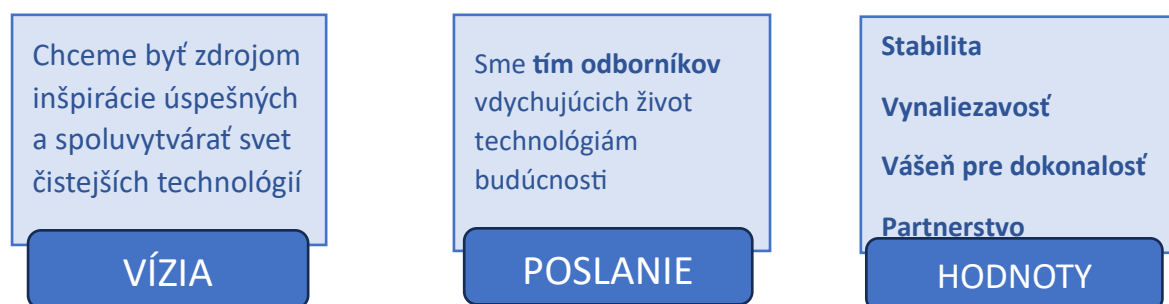 Chceme byť zdrojom
inšpirácie úspešných
a spoluvytvárať svet
čistejších technológií
VÍZIA
Sme tím odborníkov
vdychujúcich život
technológiám
budúcnosti
POSLANIE
Stabilita
Vynaliezavosť
Vášeň pre dokonalosť
Partnerstvo
HODNOTY